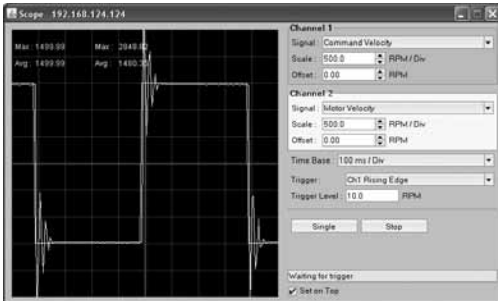 Scope 192.168.124.124
Max: 1499.99 Max: 2848.82
Avg: 1499.99 Avg: 1480.35
Channel 1
Signal: Command Velocity
Scale: 500.0 RPM / Div
Offset: 0.00 RPM
Channel 2
Signal: Motor Velocity
Scale: 500.0 RPM / Div
Offset: 0.00 RPM
Time Base: 100 ms / Div
Trigger: Ch1 Rising Edge
Trigger Level: 10.0 RPM
Single Stop
Waiting for trigger
Set on Top